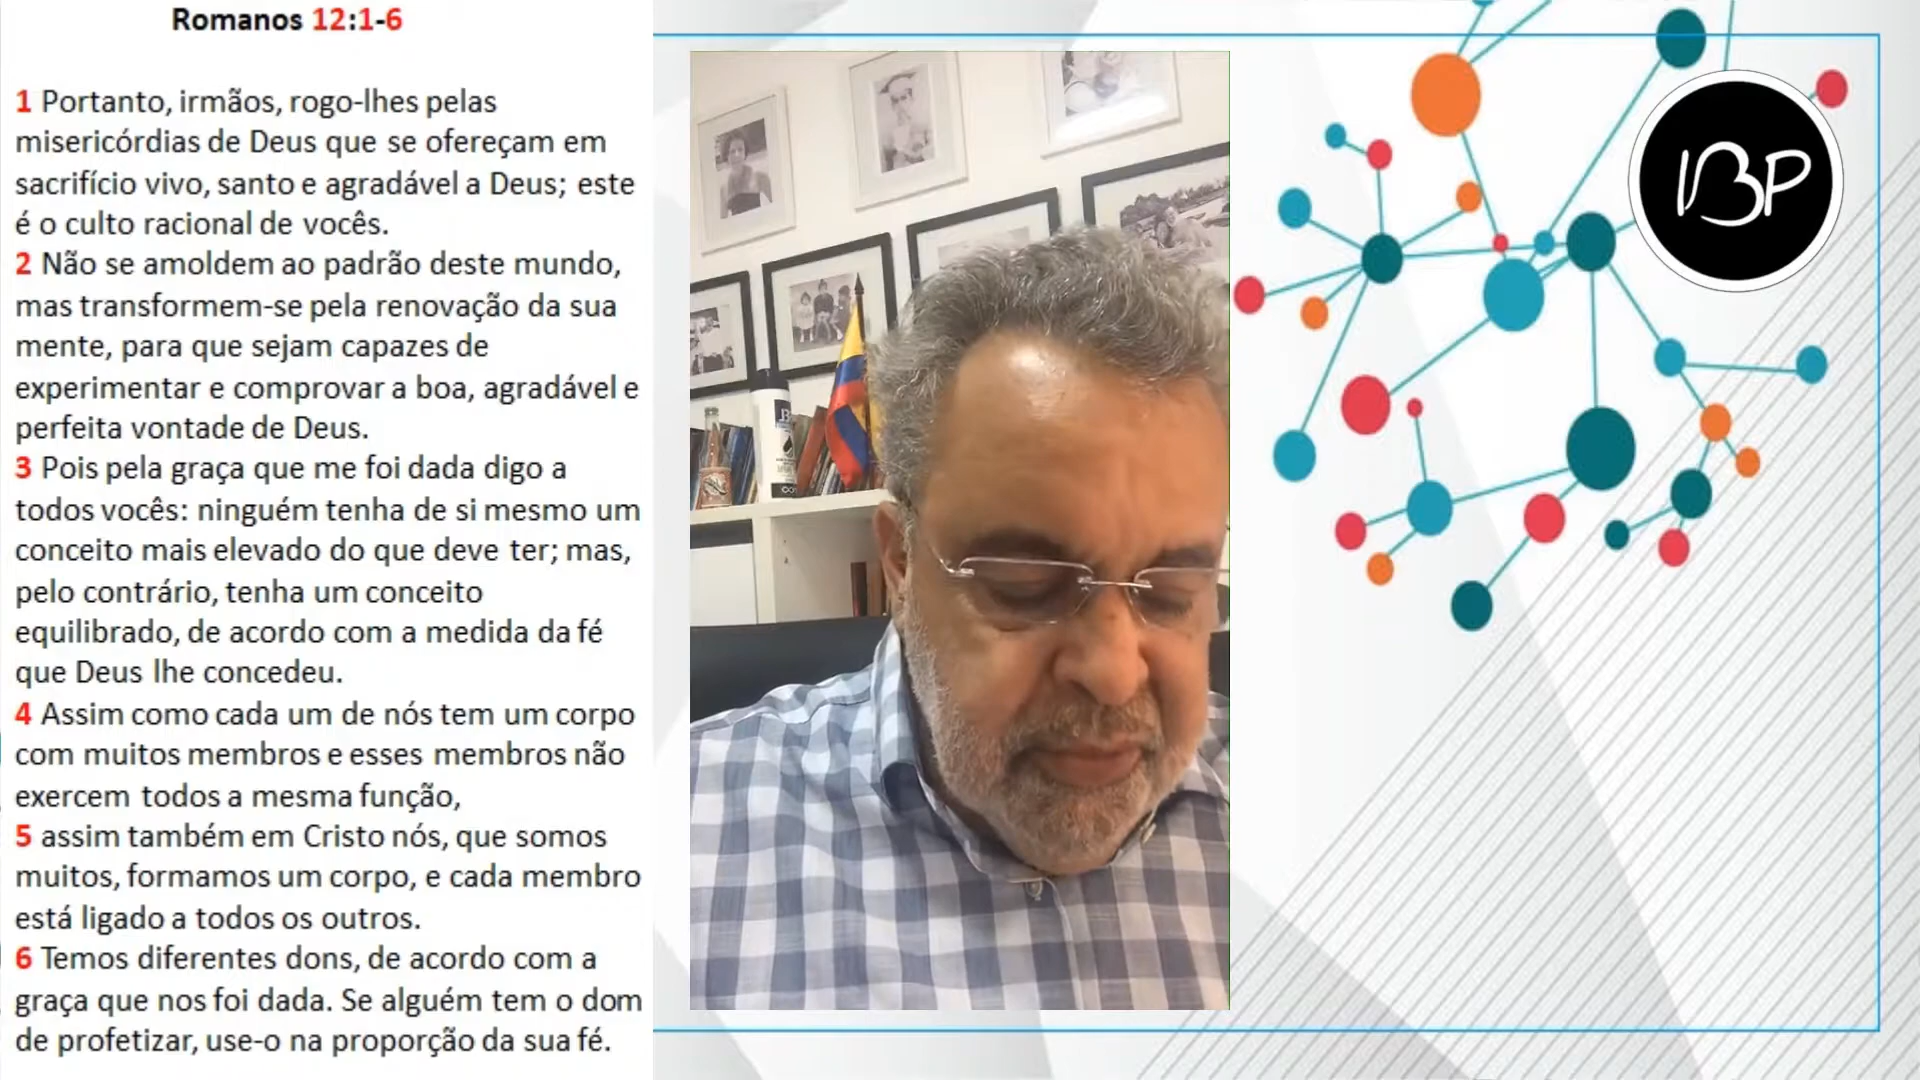 Romanos 12:1-6
1 Portanto, irmãos, rogo-lhes pelas
misericórdias de Deus que se ofereçam em
sacrifício vivo, santo e agradável a Deus; este
é o culto racional de vocês.
2 Não se amoldem ao padrão deste mundo,
mas transformem-se pela renovação da sua
mente, para que sejam capazes de
experimentar e comprovar a boa, agradável e
perfeita vontade de Deus.
3 Pois pela graça que me foi dada digo a
todos vocês: ninguém tenha de si mesmo um
conceito mais elevado do que deve ter; mas,
pelo contrário, tenha um conceito
equilibrado, de acordo com a medida da fé
que Deus lhe concedeu.
4 Assim como cada um de nós tem um corpo
com muitos membros e esses membros não
exercem todos a mesma função,
5 assim também em Cristo nós, que somos
muitos, formamos um corpo, e cada membro
está ligado a todos os outros.
6 Temos diferentes dons, de acordo com a
graça que nos foi dada. Se alguém tem o dom
de profetizar, use-o na proporção da sua fé.
IBP